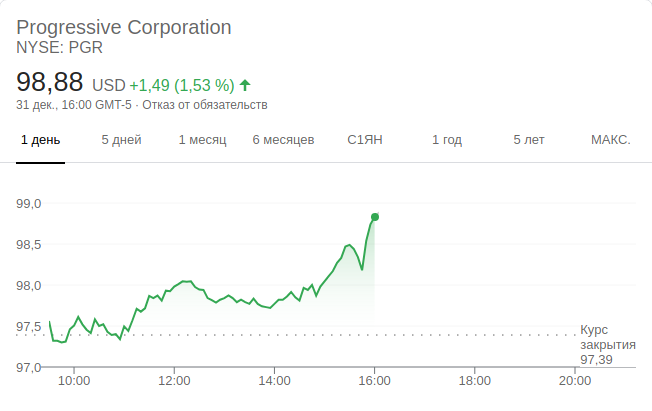 Progressive Corporation
NYSE: PGR
98,88 USD +1,49 (1,53 %)
31 дек., 16:00 GMT-5 · Отказ от обязательств
1 день 5 дней 1 месяц 6 месяцев С1ЯН 1 год 5 лет МАКС.
99,0
98,5
98,0
97,5
97,0
Курс
закрытия
97,39
10:00 12:00 14:00 16:00 18:00 20:00